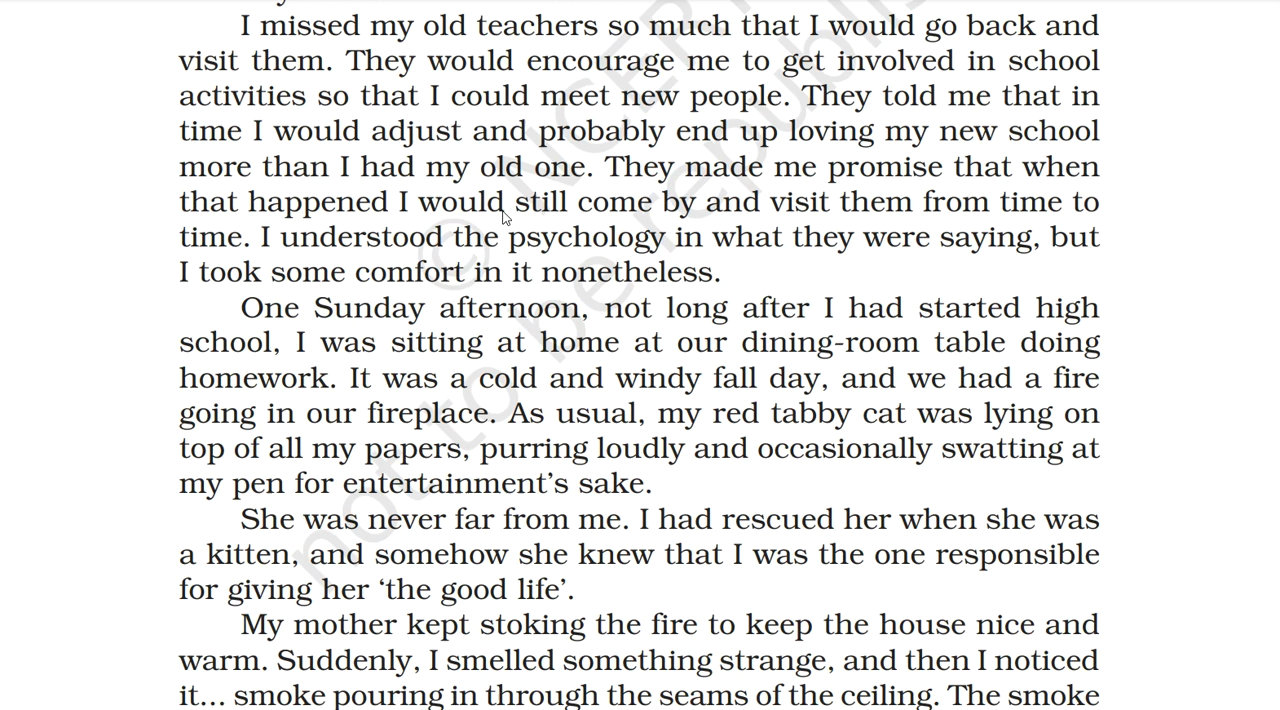 I missed my old teachers so much that I would go back and
visit them. They would encourage me to get involved in school
activities so that I could meet new people. They told me that in
time I would adjust and probably end up loving my new school
more than I had my old one. They made me promise that when
that happened I would still come by and visit them from time to
time. I understood the psychology in what they were saying, but
I took some comfort in it nonetheless.
One Sunday afternoon, not long after I had started high
school, I was sitting at home at our dining-room table doing
homework. It was a cold and windy fall day, and we had a fire
going in our fireplace. As usual, my red tabby cat was lying on
top of all my papers, purring loudly and occasionally swatting at
my pen for entertainment’s sake.
She was never far from me. I had rescued her when she was
a kitten, and somehow she knew that I was the one responsible
for giving her ‘the good life’.
My mother kept stoking the fire to keep the house nice and
warm. Suddenly, I smelled something strange, and then I noticed
it... smoke pouring in through the seams of the ceiling. The smoke
© NCER
not to be republi